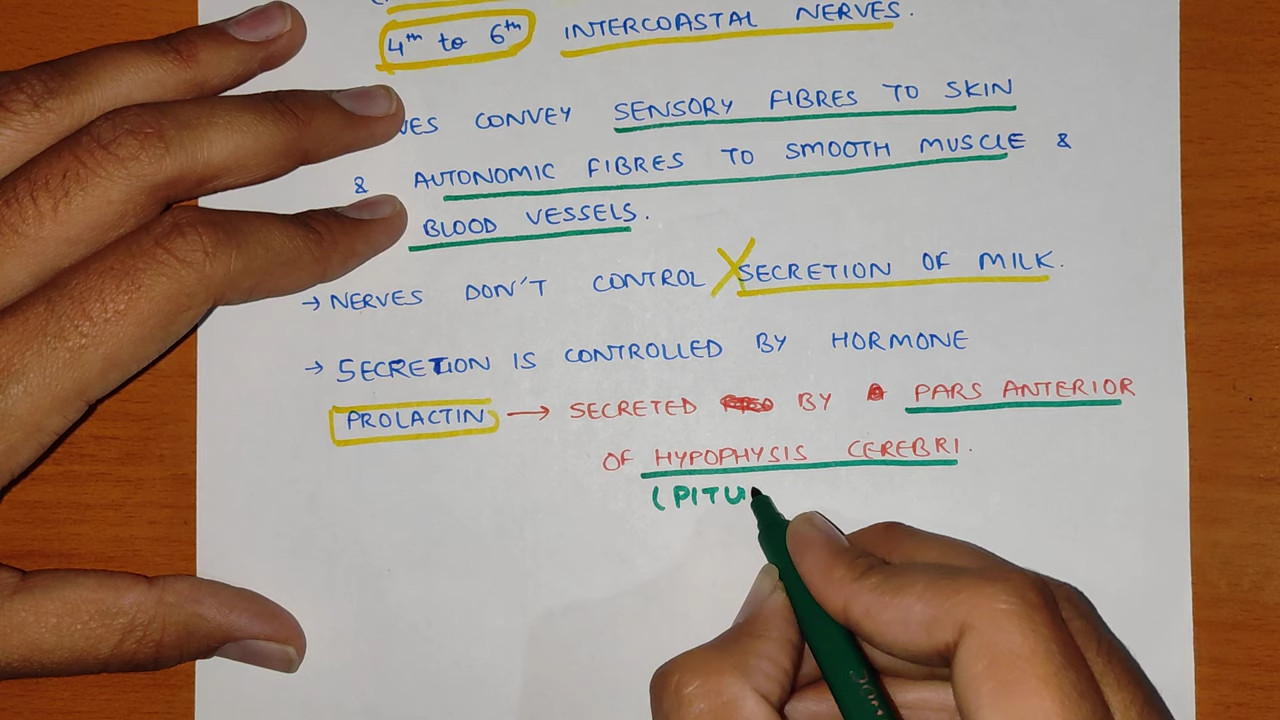 4th to 6th INTERCOASTAL NERVES.
CONVEY SENSORY FIBRES TO SKIN
& AUTONOMIC FIBRES TO SMOOTH MUSCLE &
BLOOD VESSELS.
→ NERVES DON'T CONTROL SECRETION OF MILK.
→ SECRETION IS CONTROLLED BY HORMONE
PROLACTIN → SECRETED BY PARS ANTERIOR
OF HYPOPHYSIS CEREBRI.
(PITU